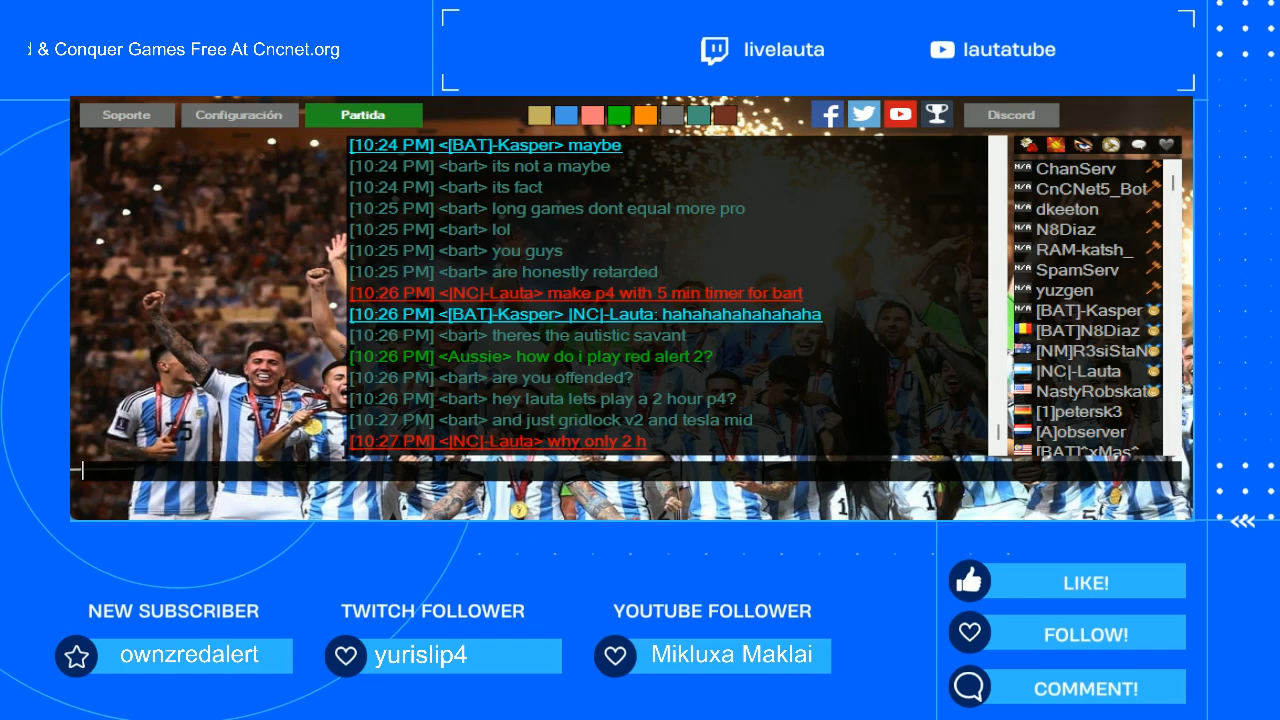 & Conquer Games Free At Cncnet.org
livelauta
lautatube
Soporte
Configuración
Partida
Discord
[10:24 PM] <[BAT]-Kasper> maybe
[10:24 PM] <bart> its not a maybe
[10:24 PM] <bart> its fact
[10:25 PM] <bart> long games dont equal more pro
[10:25 PM] <bart> lol
[10:25 PM] <bart> you guys
[10:25 PM] <bart> are honestly retarded
[10:26 PM] <|NC|-Lauta> make p4 with 5 min timer for bart
[10:26 PM] <[BAT]-Kasper> |NC|-Lauta: hahahahahahahaha
[10:26 PM] <bart> theres the autistic savant
[10:26 PM] <Aussie> how do i play red alert 2?
[10:26 PM] <bart> are you offended?
[10:26 PM] <bart> hey lauta lets play a 2 hour p4?
[10:27 PM] <bart> and just gridlock v2 and tesla mid
[10:27 PM] <|NC|-Lauta> why only 2 h
N/A ChanServ
N/A CnCNet5_Bot
N/A dkeeton
N/A N8Diaz
N/A RAM-katsh_
N/A SpamServ
N/A yuzgen
N/A [BAT]-Kasper
[BAT]N8Diaz
[NM]R3siStaN
|NC|-Lauta
NastyRobskat
[1]petersk3
[A]observer
[BAT]^xMas^
NEW SUBSCRIBER
ownzredalert
TWITCH FOLLOWER
yurislip4
YOUTUBE FOLLOWER
Mikluxa Maklai
LIKE!
FOLLOW!
COMMENT!